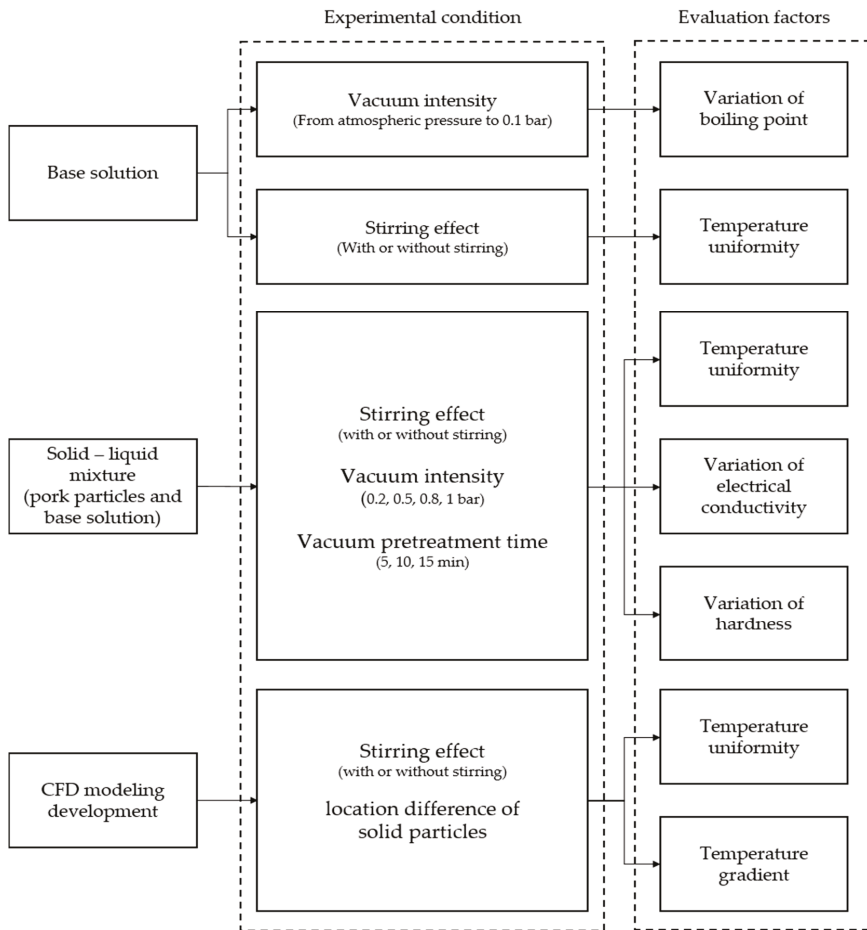 Experimental condition
Evaluation factors
Base solution
Vacuum intensity
(From atmospheric pressure to 0.1 bar)
Variation of
boiling point
Stirring effect
(With or without stirring)
Temperature
uniformity
Solid – liquid
mixture
(pork particles and
base solution)
Stirring effect
(with or without stirring)
Vacuum intensity
(0.2, 0.5, 0.8, 1 bar)
Vacuum pretreatment time
(5, 10, 15 min)
Temperature
uniformity
Variation of
electrical
conductivity
Variation of
hardness
CFD modeling
development
Stirring effect
(with or without stirring)
location difference of
solid particles
Temperature
uniformity
Temperature
gradient